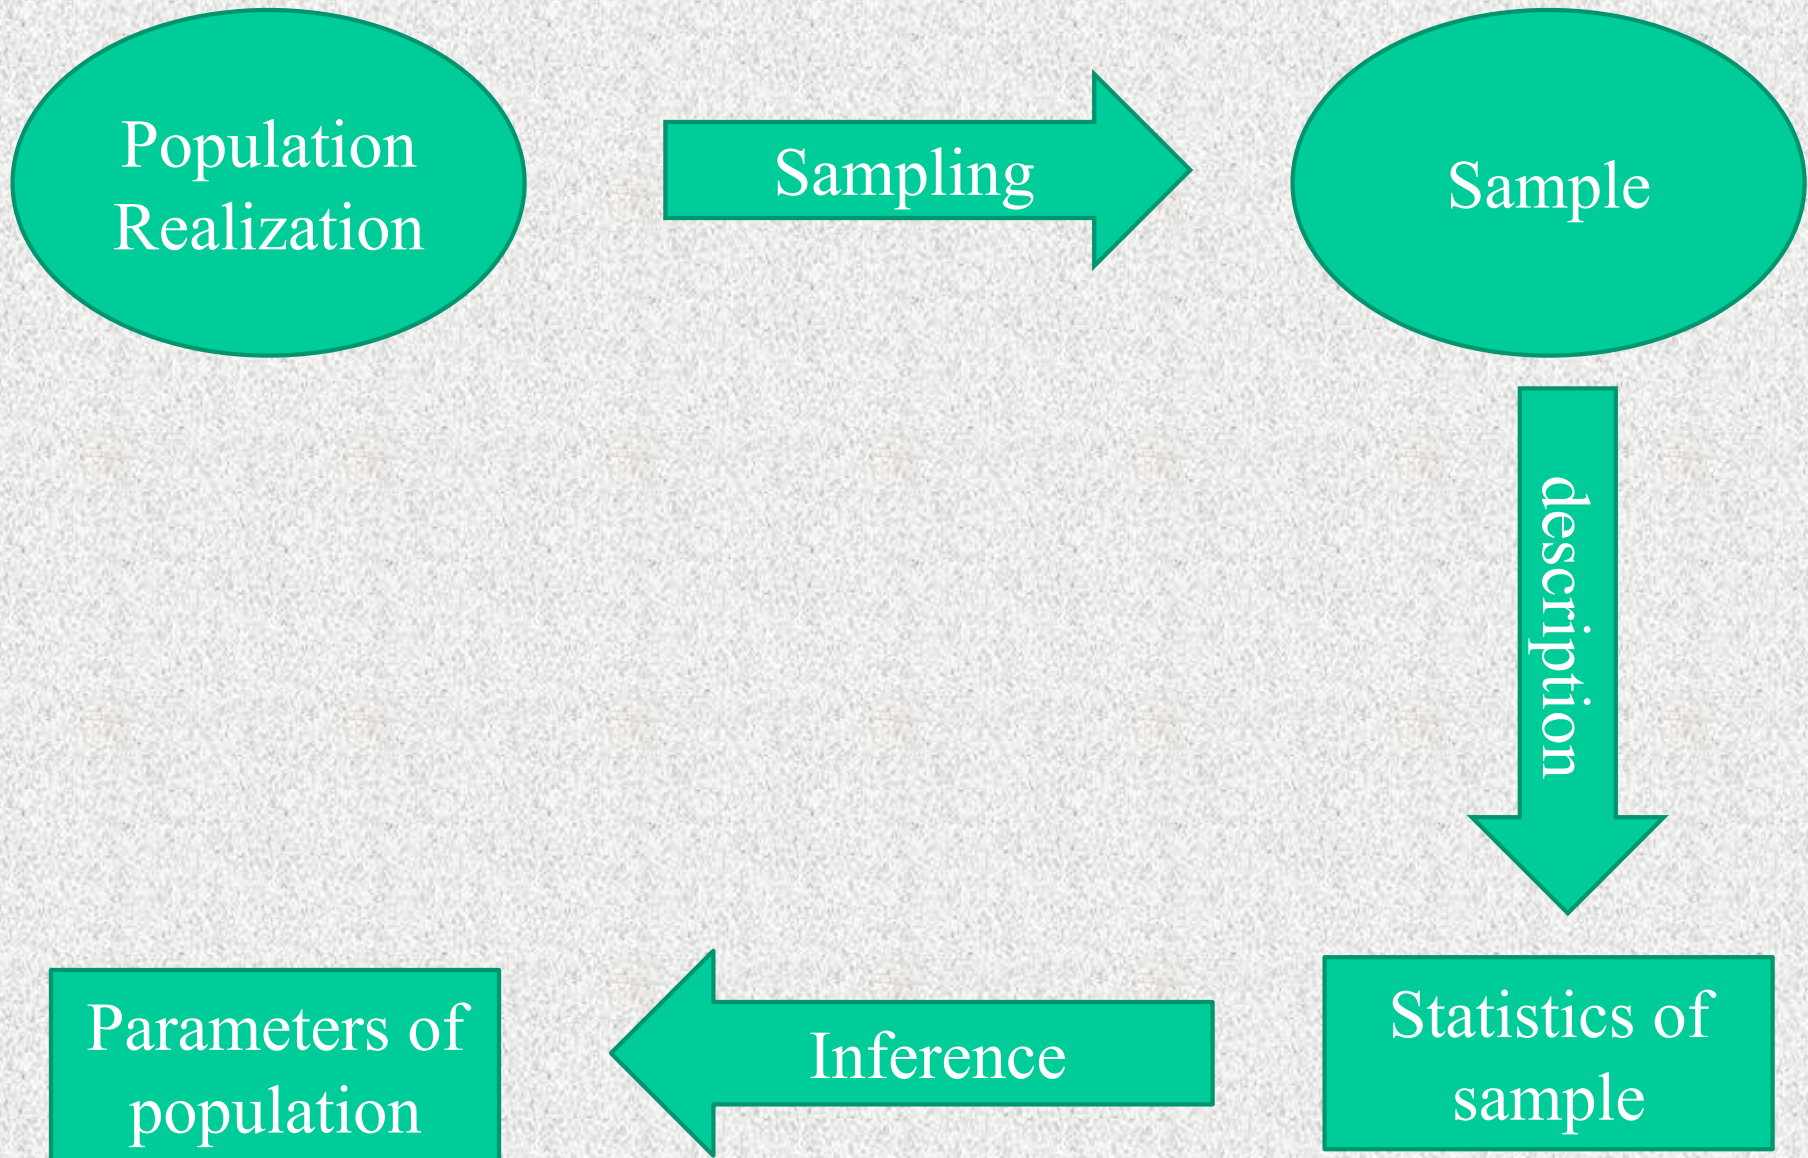 Population
Realization
Sampling
Sample
description
Statistics of
sample
Inference
Parameters of
population